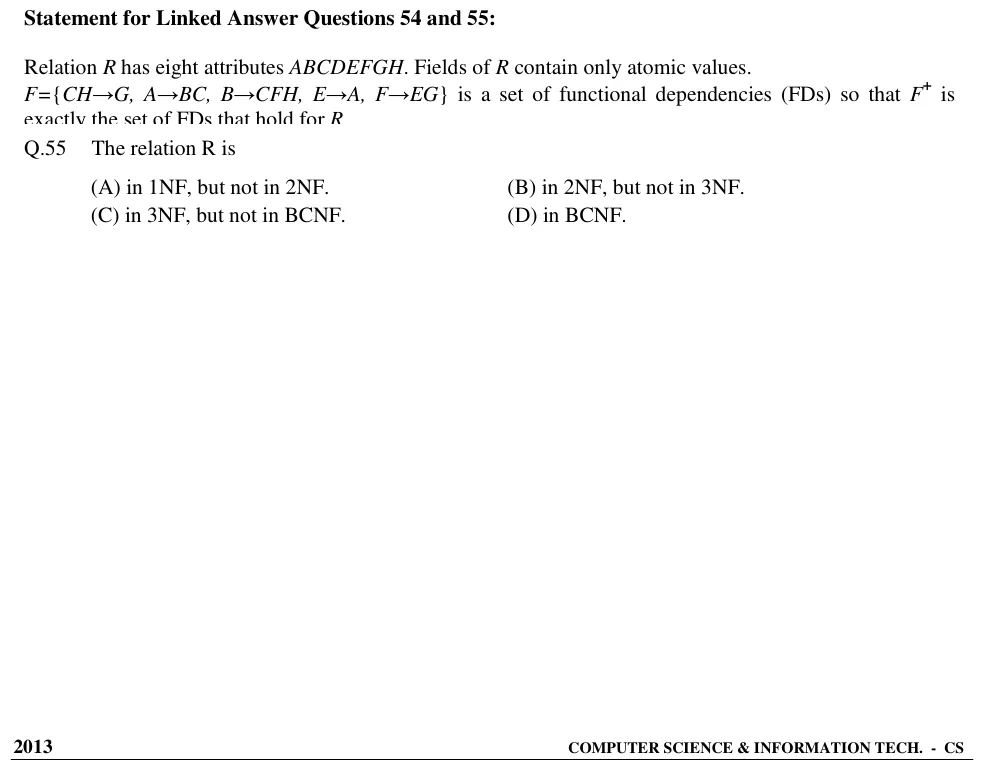 Statement for Linked Answer Questions 54 and 55:
Relation R has eight attributes ABCDEFGH. Fields of R contain only atomic values.
F={CH→G, A→BC, B→CFH, E→A, F→EG} is a set of functional dependencies (FDs) so that F⁺ is
exactly the set of FDs that hold for R
Q.55 The relation R is
(A) in 1NF, but not in 2NF. (B) in 2NF, but not in 3NF.
(C) in 3NF, but not in BCNF. (D) in BCNF.
2013 COMPUTER SCIENCE & INFORMATION TECH. - CS